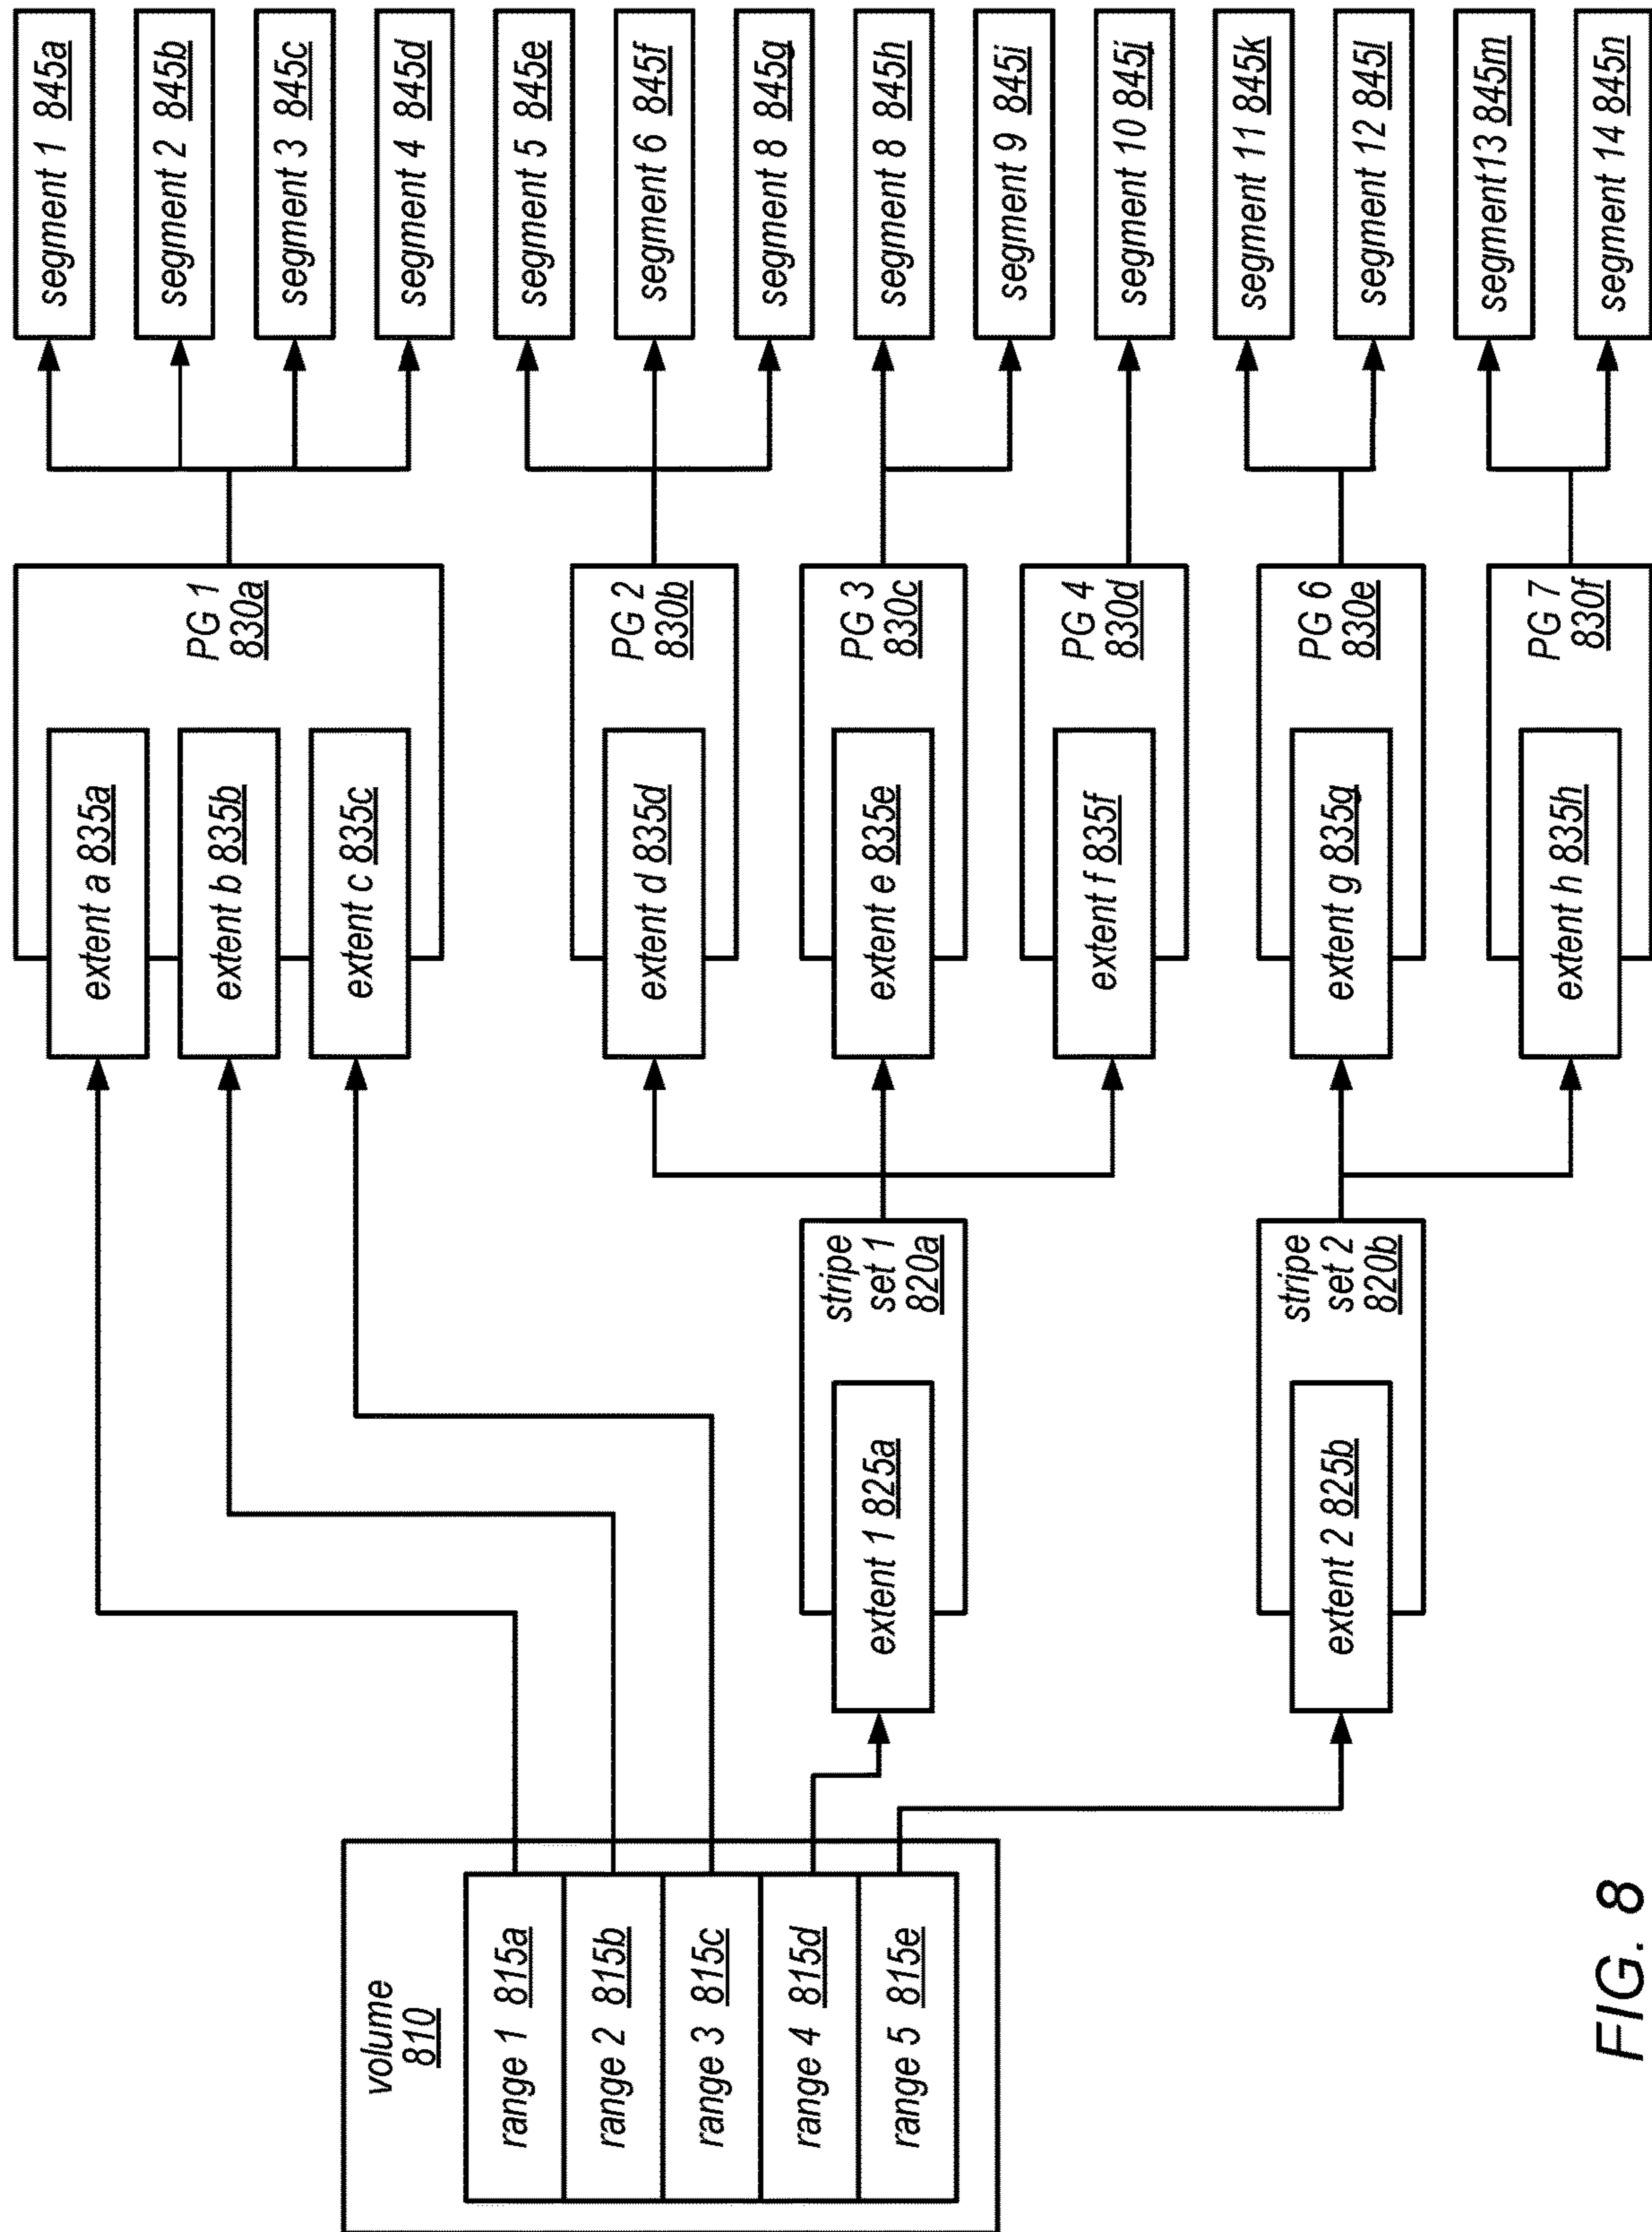 volume
810
range 1 815a
range 2 815b
range 3 815c
range 4 815d
range 5 815e
extent 1 825a
stripe
set 1
820a
extent 2 825b
stripe
set 2
820b
extent a 835a
extent b 835b
extent c 835c
PG 1
830a
extent d 835d
PG 2
830b
extent e 835e
PG 3
830c
extent f 835f
PG 4
830d
extent g 835g
PG 6
830e
extent h 835h
PG 7
830f
segment 1 845a
segment 2 845b
segment 3 845c
segment 4 845d
segment 5 845e
segment 6 845f
segment 8 845g
segment 8 845h
segment 9 845i
segment 10 845j
segment 11 845k
segment 12 845l
segment13 845m
segment 14 845n
FIG. 8